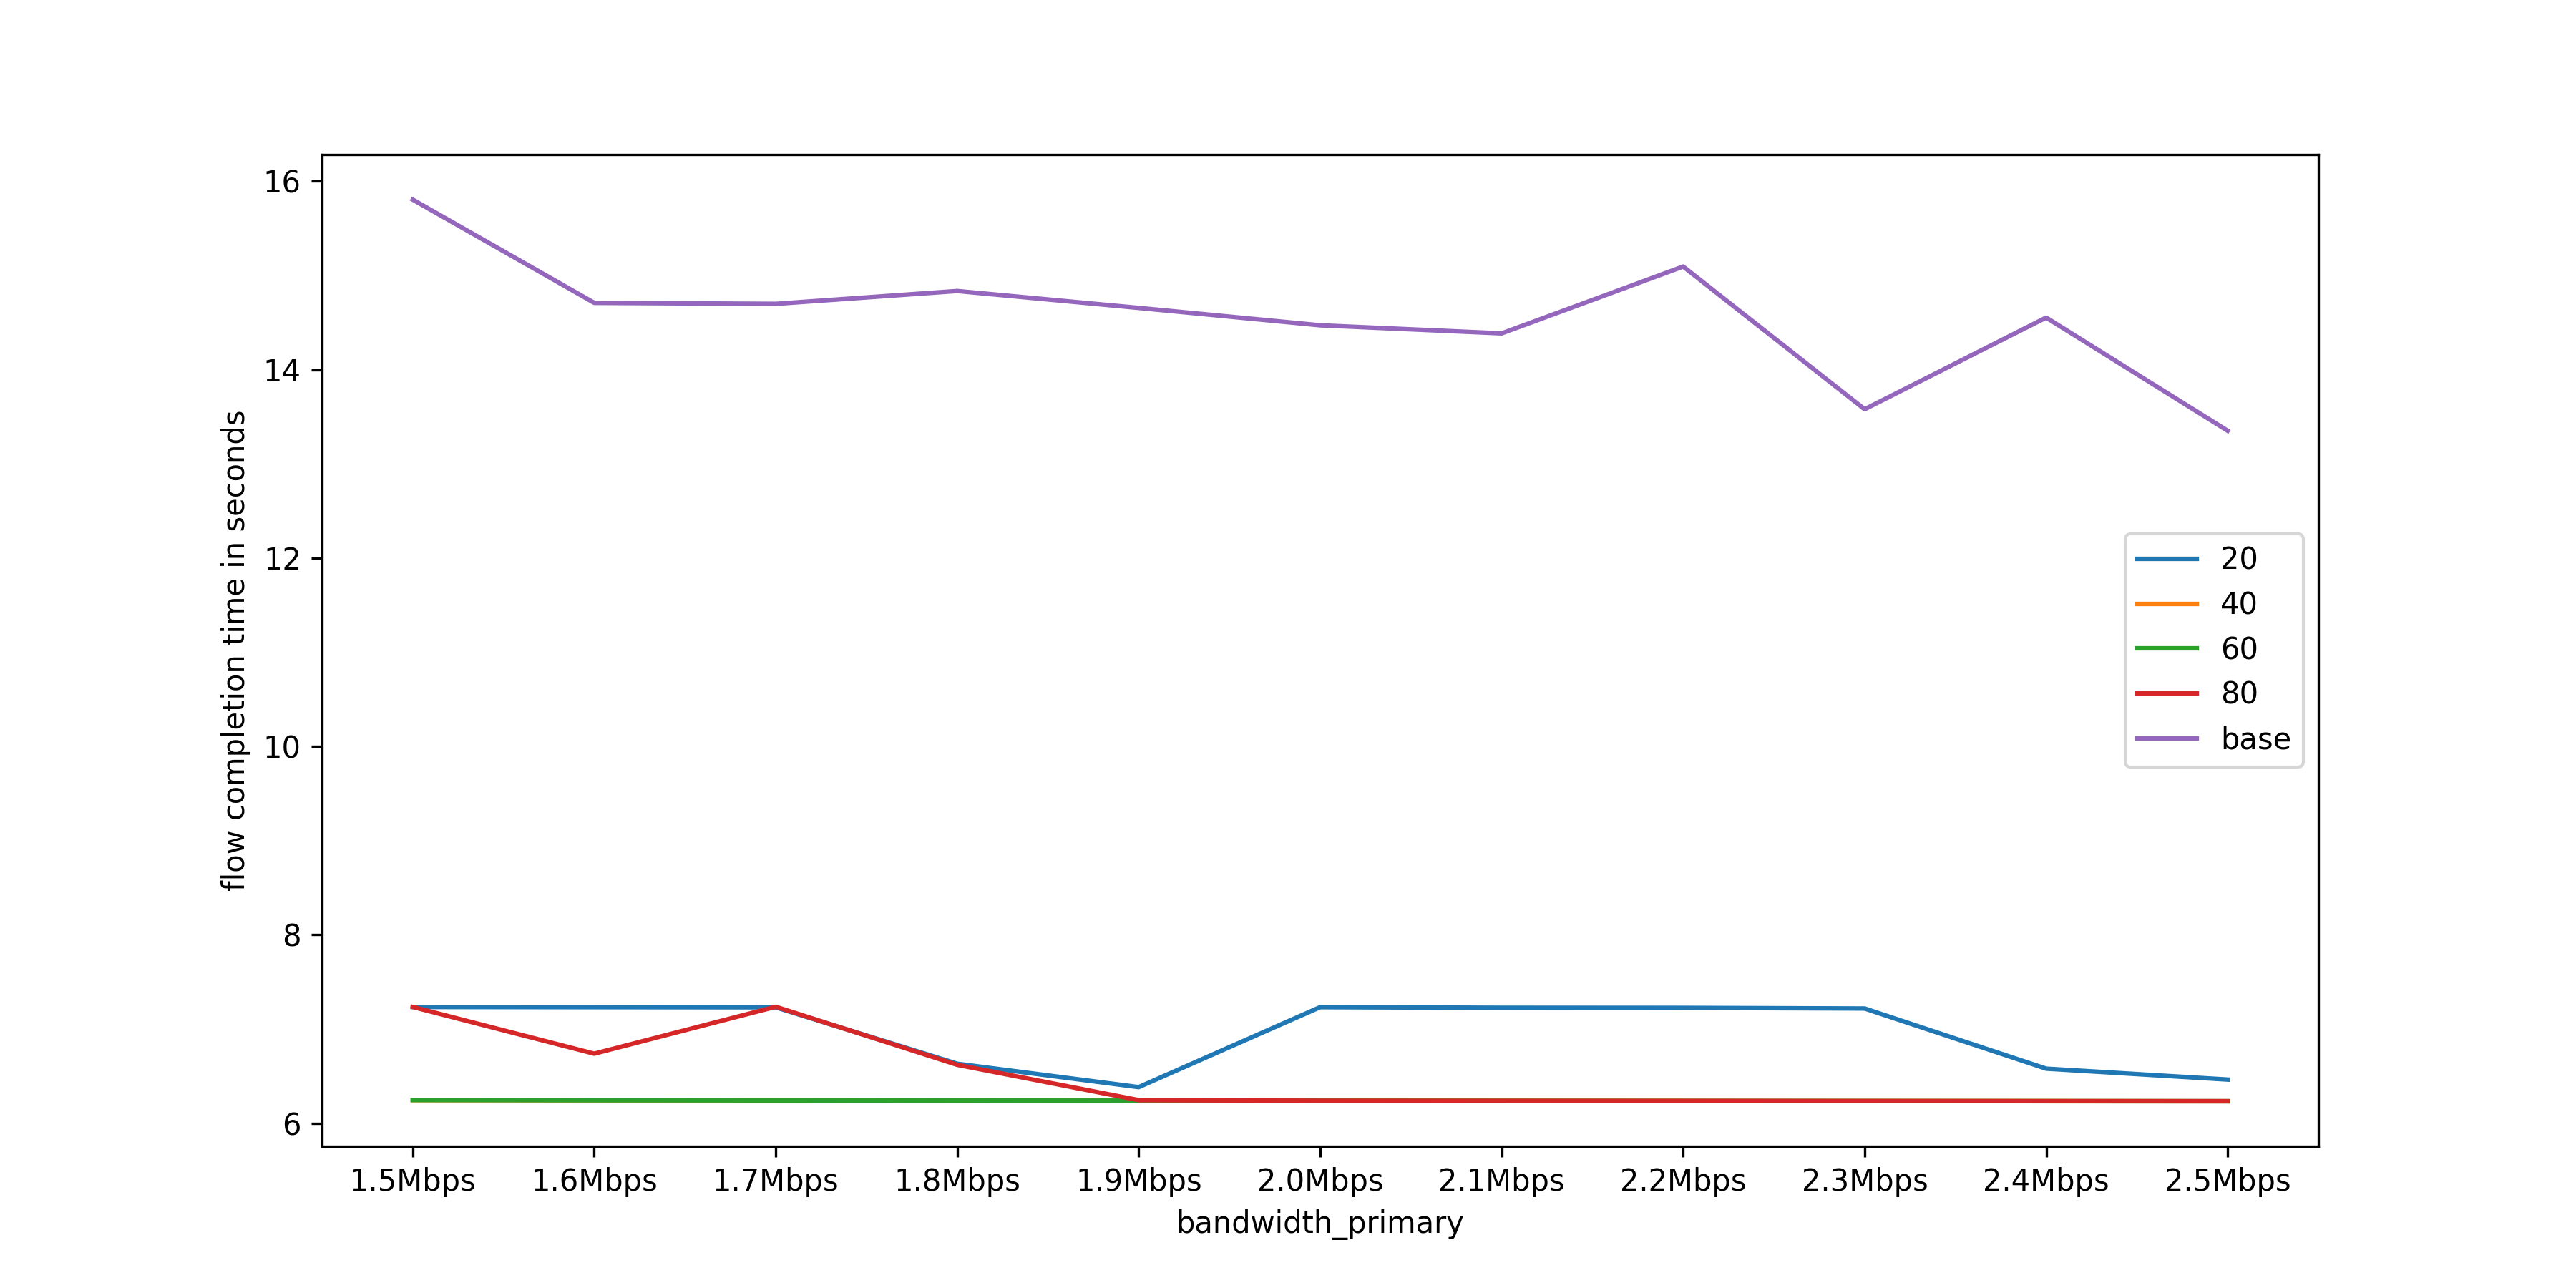 16
14
12
10
8
6
flow completion time in seconds
20
40
60
80
base
1.5Mbps 1.6Mbps 1.7Mbps 1.8Mbps 1.9Mbps 2.0Mbps 2.1Mbps 2.2Mbps 2.3Mbps 2.4Mbps 2.5Mbps
bandwidth_primary